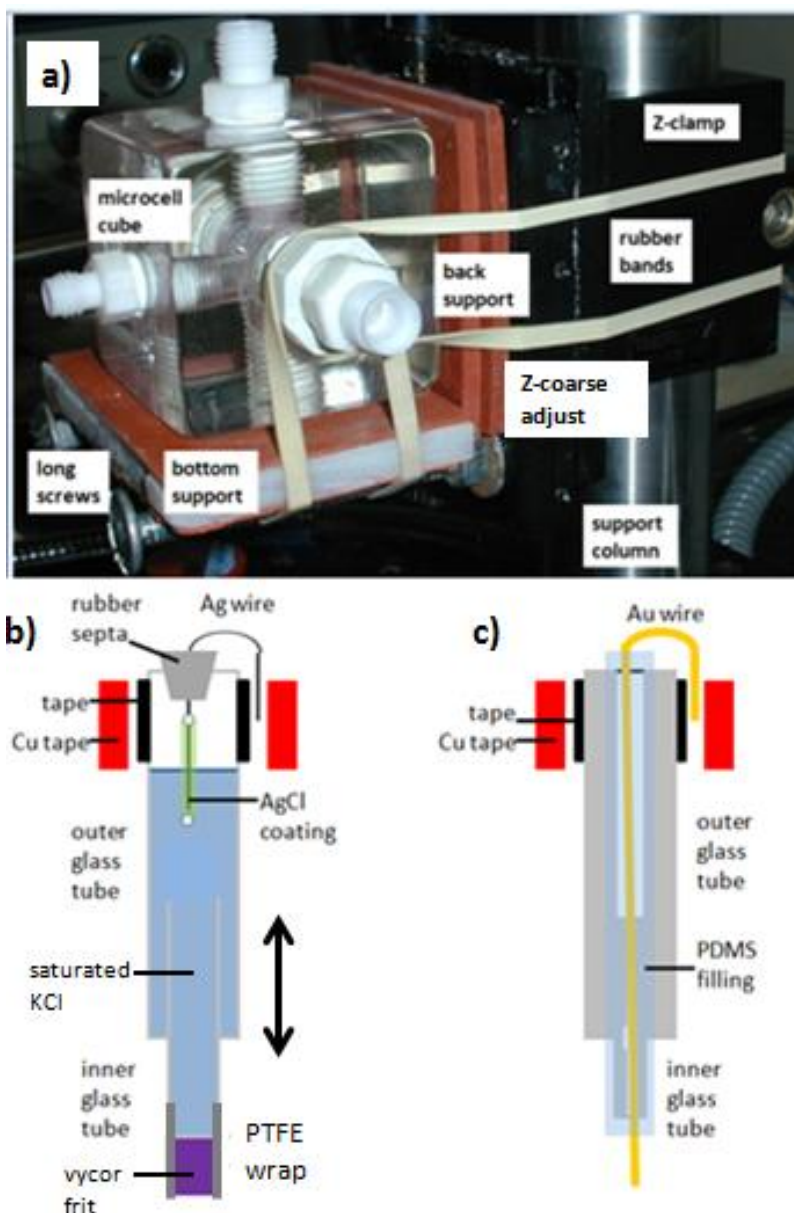 a)
Z-clamp
microcell
cube
rubber
bands
back
support
Z-coarse
adjust
long
screws
bottom
support
support
column
b)
rubber
septa
Ag wire
tape
Cu tape
AgCl
coating
outer
glass
tube
saturated
KCl
inner
glass
tube
PTFE
wrap
vycor
frit
c)
Au wire
tape
Cu tape
outer
glass
tube
PDMS
filling
inner
glass
tube